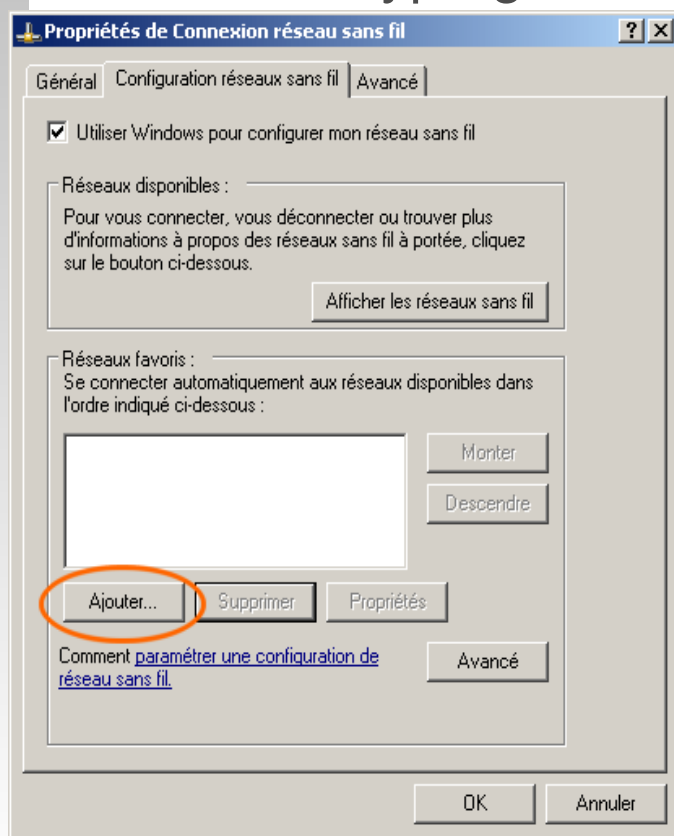 Propriétés de Connexion réseau sans fil
Général Configuration réseaux sans fil Avancé
Utiliser Windows pour configurer mon réseau sans fil
Réseaux disponibles :
Pour vous connecter, vous déconnecter ou trouver plus
d'informations à propos des réseaux sans fil à portée, cliquez
sur le bouton ci-dessous.
Afficher les réseaux sans fil
Réseaux favoris :
Se connecter automatiquement aux réseaux disponibles dans
l'ordre indiqué ci-dessous :
Monter
Descendre
Ajouter... Supprimer Propriétés
Comment paramétrer une configuration de
réseau sans fil.
Avancé
OK Annuler